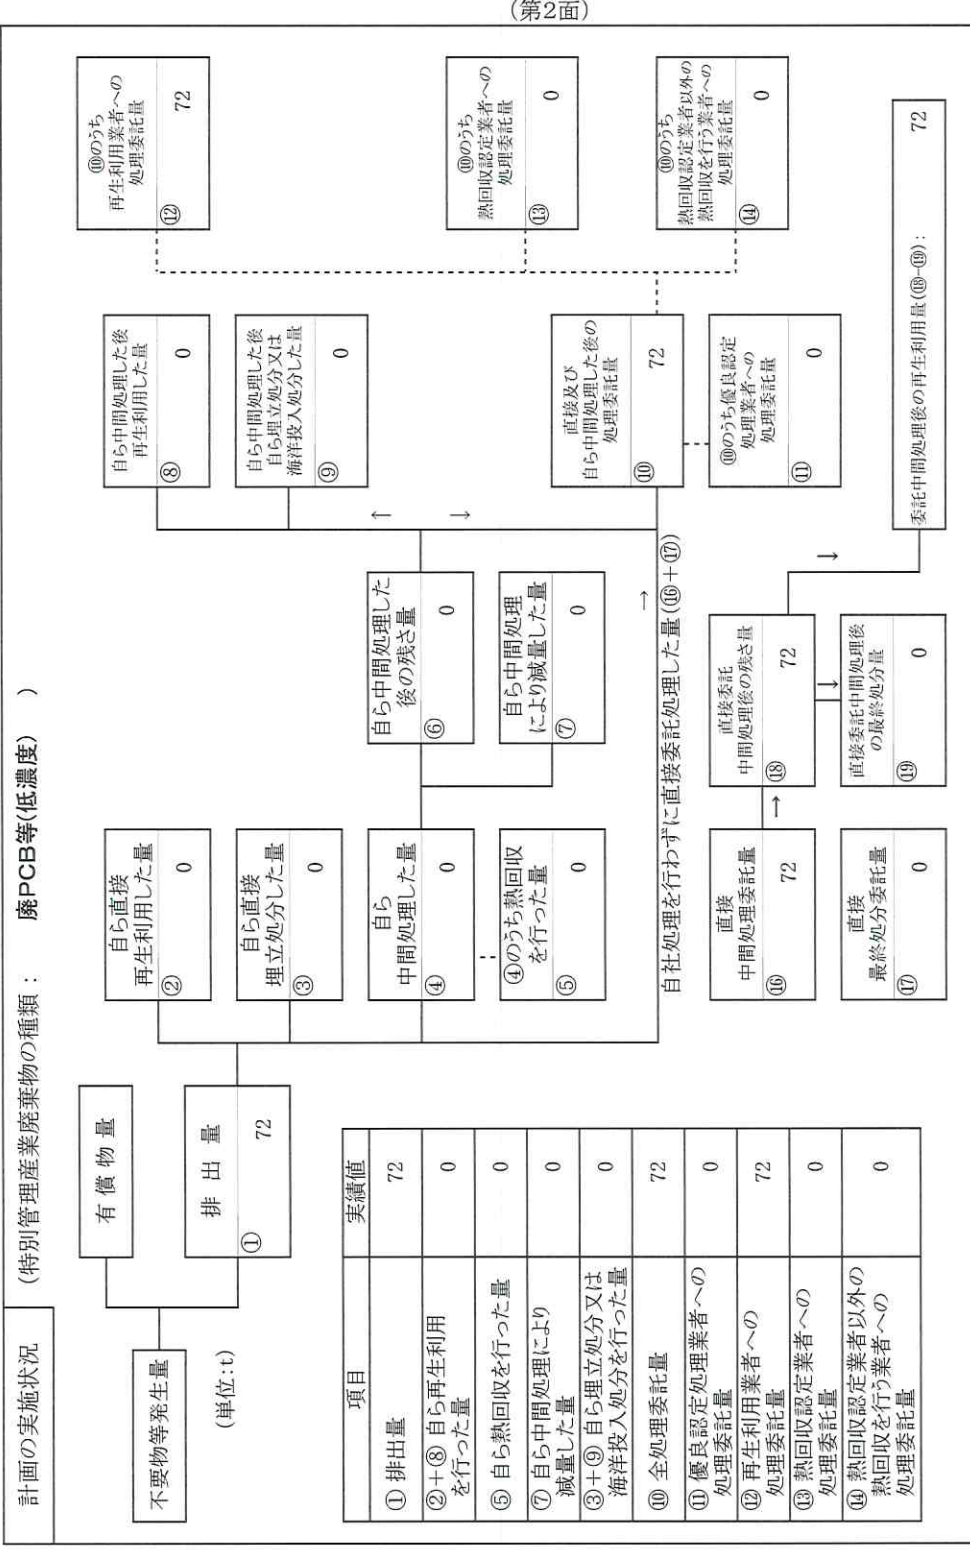 (第2面)
計画の実施状況
(特別管理産業廃棄物の種類： 廃PCB等(低濃度) )
不要物等発生量
(単位:t)
有償物量
排出量
① 72
自ら直接
再生利用した量
② 0
自ら直接
埋立処分した量
③ 0
自ら
中間処理した量
④ 0
④のうち熱回収
を行った量
⑤ 0
自ら中間処理した
後の残さ量
⑥ 0
自ら中間処理
により減量した量
⑦ 0
自ら中間処理した後
再生利用した量
⑧ 0
自ら中間処理した後
自ら埋立処分又は
海洋投入処分した量
⑨ 0
↑
↓
直接及び
自ら中間処理した後の
処理委託量
⑩ 72
⑩のうち優良認定
処理業者への
処理委託量
⑪ 0
⑩のうち
再生利用業者への
処理委託量
⑫ 72
⑩のうち
熱回収認定業者への
処理委託量
⑬ 0
⑩のうち
熱回収認定業者以外の
熱回収を行う業者への
処理委託量
⑭ 0
→
自社処理を行わずに直接委託処理した量(⑯+⑰)
直接
中間処理委託量
⑯ 72
→
直接
最終処分委託量
⑰ 0
直接委託
中間処理後の残さ量
⑱ 72
↓
直接委託中間処理後
の最終処分量
⑲ 0
↓
委託中間処理後の再生利用量(⑱-⑲)： 72
項目 実績値
① 排出量 72
②+⑧ 自ら再生利用
を行った量 0
⑤ 自ら熱回収を行った量 0
⑦ 自ら中間処理により
減量した量 0
③+⑨ 自ら埋立処分又は
海洋投入処分を行った量 0
⑩ 全処理委託量 72
⑪ 優良認定処理業者への
処理委託量 0
⑫ 再生利用業者への
処理委託量 72
⑬ 熱回収認定業者への
処理委託量 0
⑭ 熱回収認定業者以外の
熱回収を行う業者への
処理委託量 0